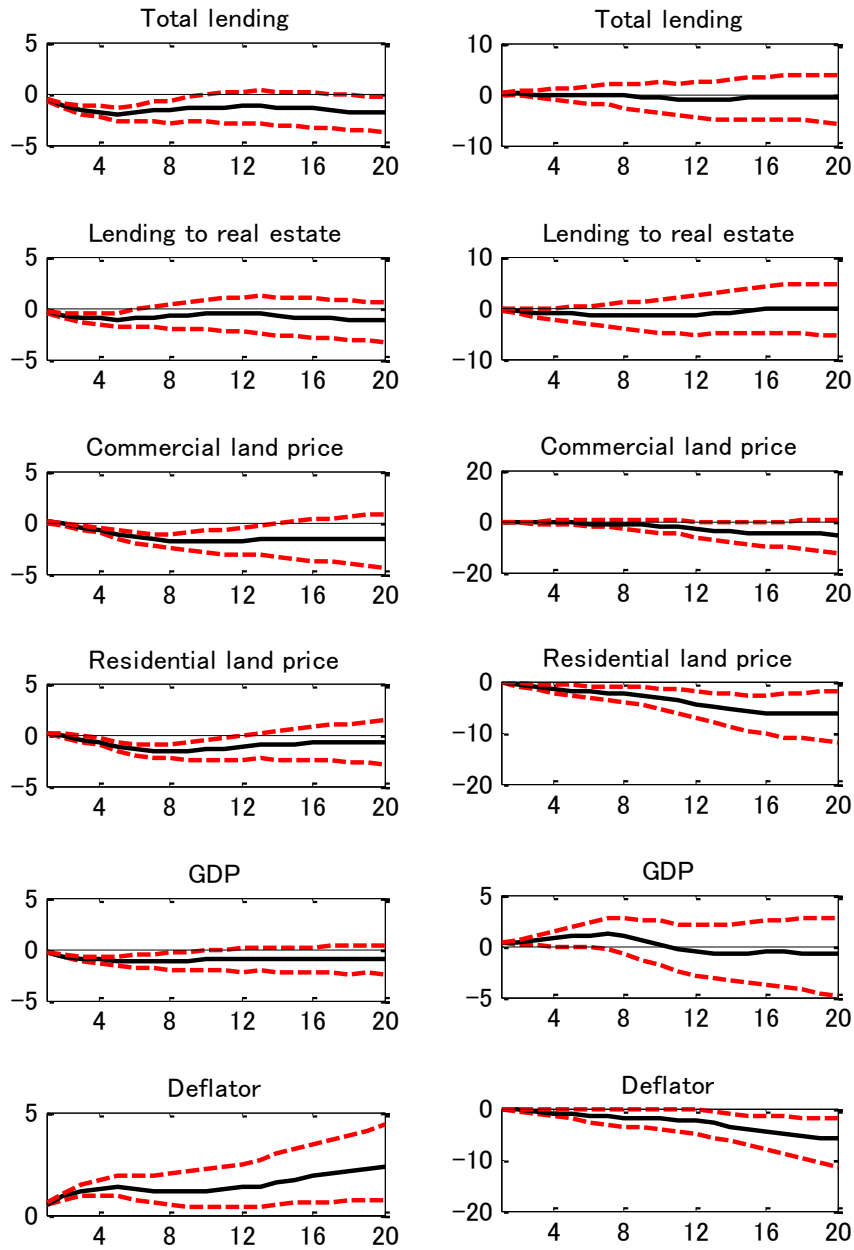 Total lending
5
0
−5
4 8 12 16 20
Total lending
10
0
−10
4 8 12 16 20
Lending to real estate
5
0
−5
4 8 12 16 20
Lending to real estate
10
0
−10
4 8 12 16 20
Commercial land price
5
0
−5
4 8 12 16 20
Commercial land price
20
0
−20
4 8 12 16 20
Residential land price
5
0
−5
4 8 12 16 20
Residential land price
0
−10
−20
4 8 12 16 20
GDP
5
0
−5
4 8 12 16 20
GDP
5
0
−5
4 8 12 16 20
Deflator
5
0
4 8 12 16 20
Deflator
0
−10
−20
4 8 12 16 20